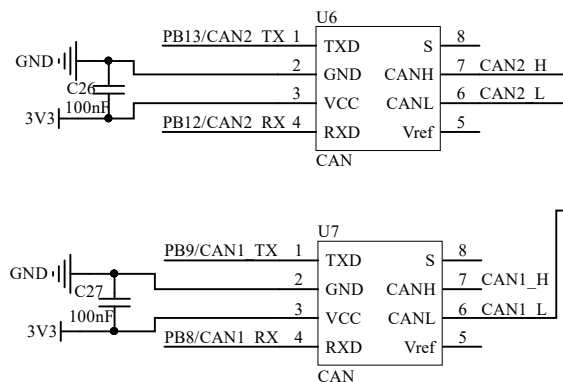 U6
PB13/CAN2_TX 1 TXD S 8
GND 2 GND CANH 7 CAN2_H
C26
100nF 3 VCC CANL 6 CAN2_L
3V3
PB12/CAN2_RX 4 RXD Vref 5
CAN
U7
PB9/CAN1_TX 1 TXD S 8
GND 2 GND CANH 7 CAN1_H
C27
100nF 3 VCC CANL 6 CAN1_L
3V3
PB8/CAN1_RX 4 RXD Vref 5
CAN